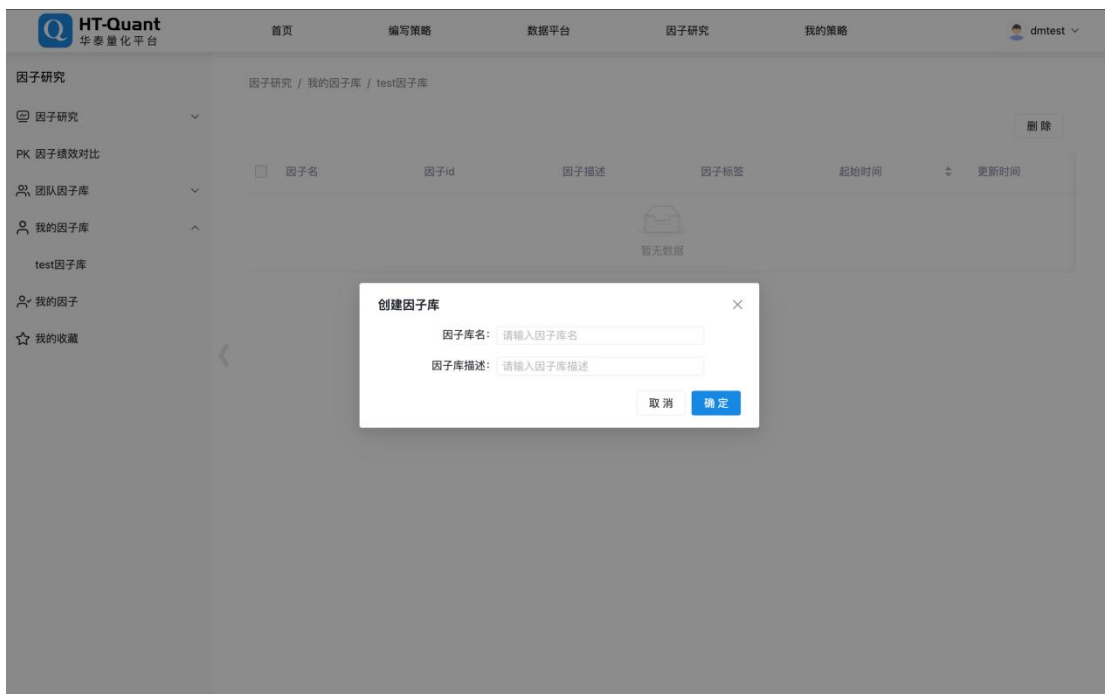 HT-Quant
华泰量化平台
首页
编写策略
数据平台
因子研究
我的策略
dmtest
因子研究
因子研究
PK 因子绩效对比
团队因子库
我的因子库
test因子库
我的因子
我的收藏
因子研究 / 我的因子库 / test因子库
删 除
因子名
因子id
因子描述
因子标签
起始时间
更新时间
暂无数据
创建因子库
因子库名：
请输入因子库名
因子库描述：
请输入因子库描述
取 消
确 定